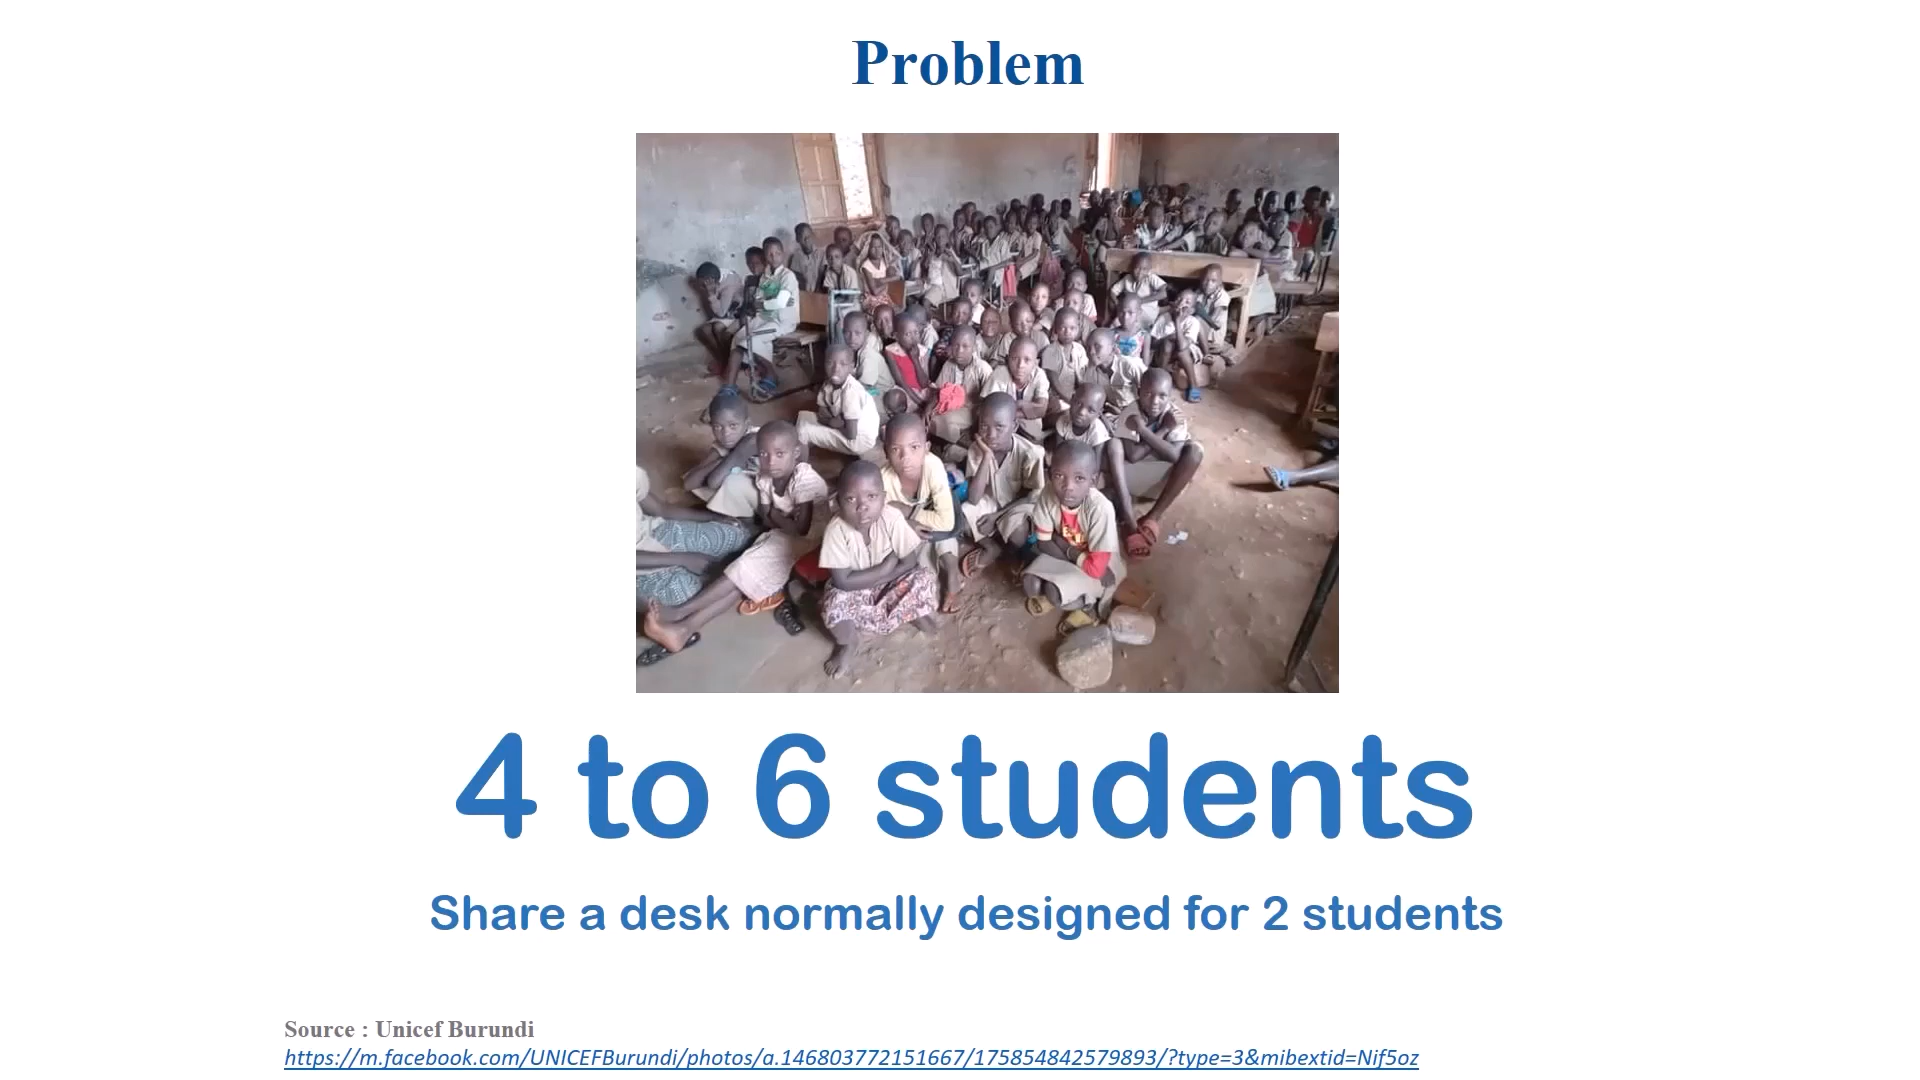 Problem
4 to 6 students
Share a desk normally designed for 2 students
Source : Unicef Burundi
https://m.facebook.com/UNICEFBurundi/photos/a.146803772151667/175854842579893/?type=3&mibextid=Nif5oz